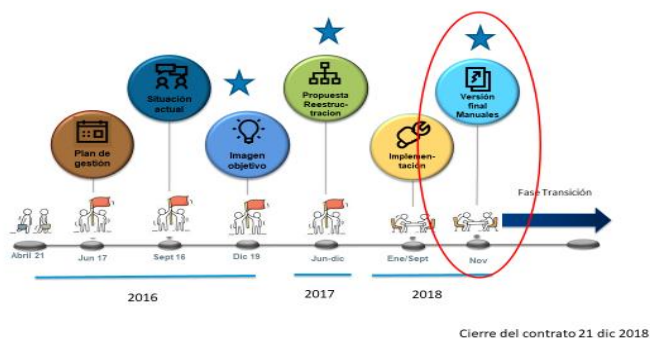 Situación
actual
Propuesta
Reestruc-
tracion
Versión
final
Manuales
Plan de
gestión
Imagen
objetivo
Implemen-
tación
Fase Transición
Abril 21
Jun 17
Sept 16
Dic 19
Jun-dic
Ene/Sept
Nov
2016
2017
2018
Cierre del contrato 21 dic 2018